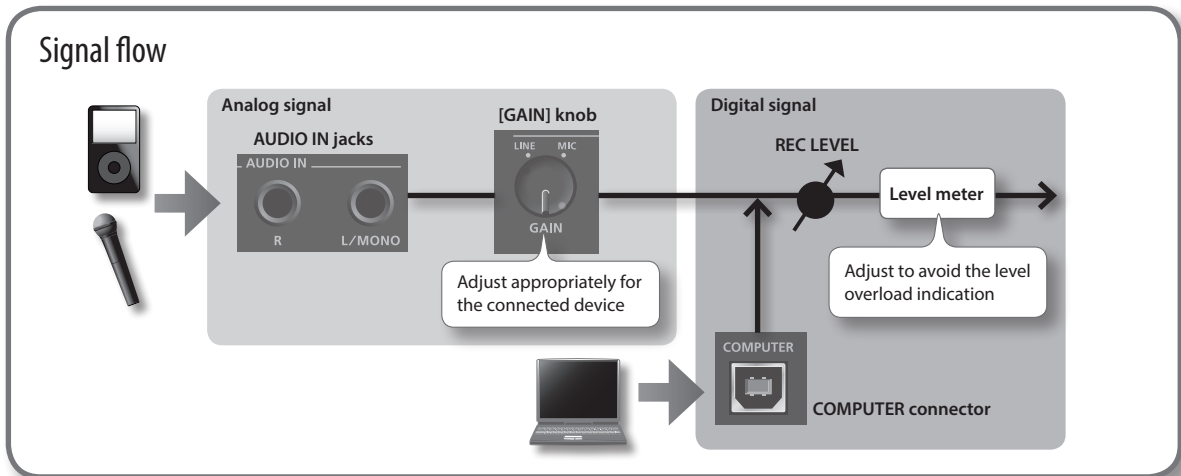 Signal flow
Analog signal
AUDIO IN jacks
AUDIO IN
R
L/MONO
[GAIN] knob
LINE
MIC
GAIN
Adjust appropriately for
the connected device
Digital signal
REC LEVEL
Level meter
Adjust to avoid the level
overload indication
COMPUTER
COMPUTER connector